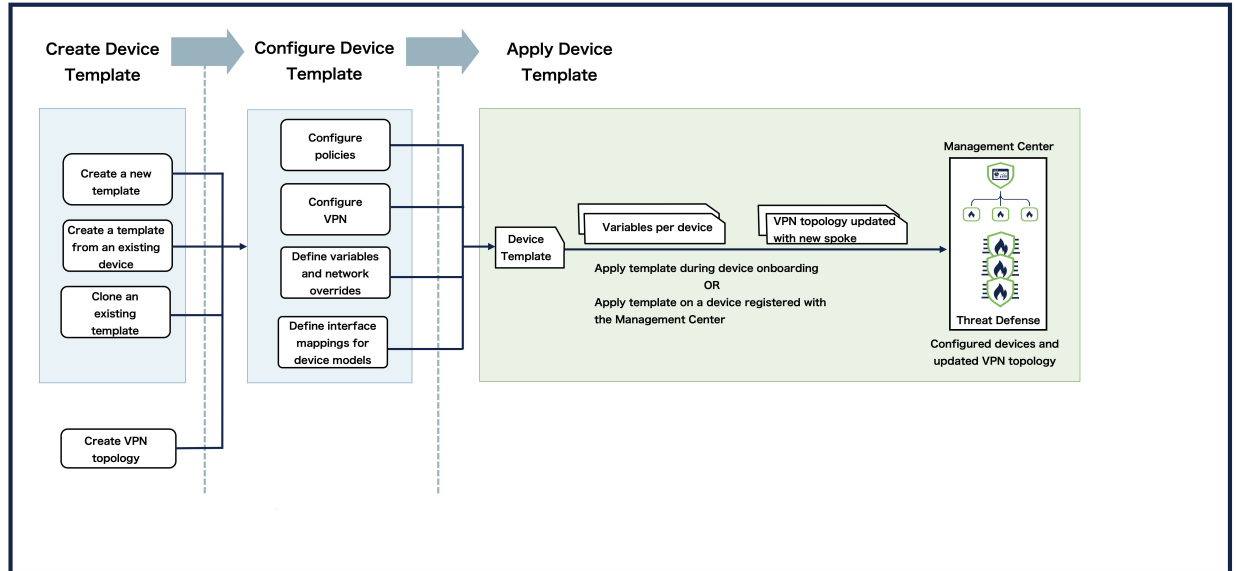 Create Device
Template
Configure Device
Template
Apply Device
Template
Create a new
template
Create a template
from an existing
device
Clone an
existing
template
Create VPN
topology
Configure
policies
Configure
VPN
Define variables
and network
overrides
Define interface
mappings for
device models
Device
Template
Variables per device
VPN topology updated
with new spoke
Apply template during device onboarding
OR
Apply template on a device registered with
the Management Center
Management Center
Threat Defense
Configured devices and
updated VPN topology